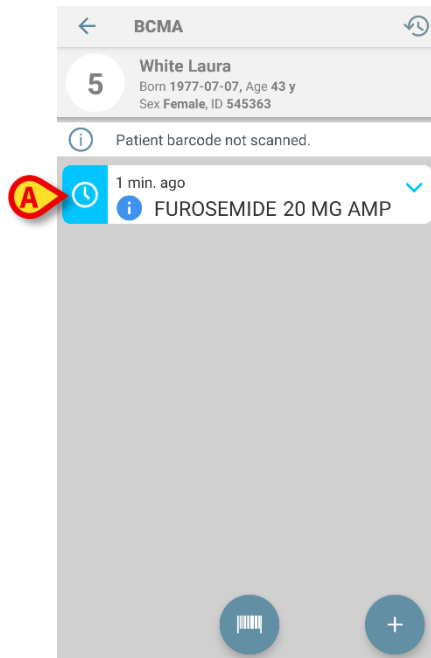 BCMA
White Laura
5
Born 1977-07-07, Age 43 y
Sex Female, ID 545363
i Patient barcode not scanned.
A
1 min. ago
i FUROSEMIDE 20 MG AMP
+